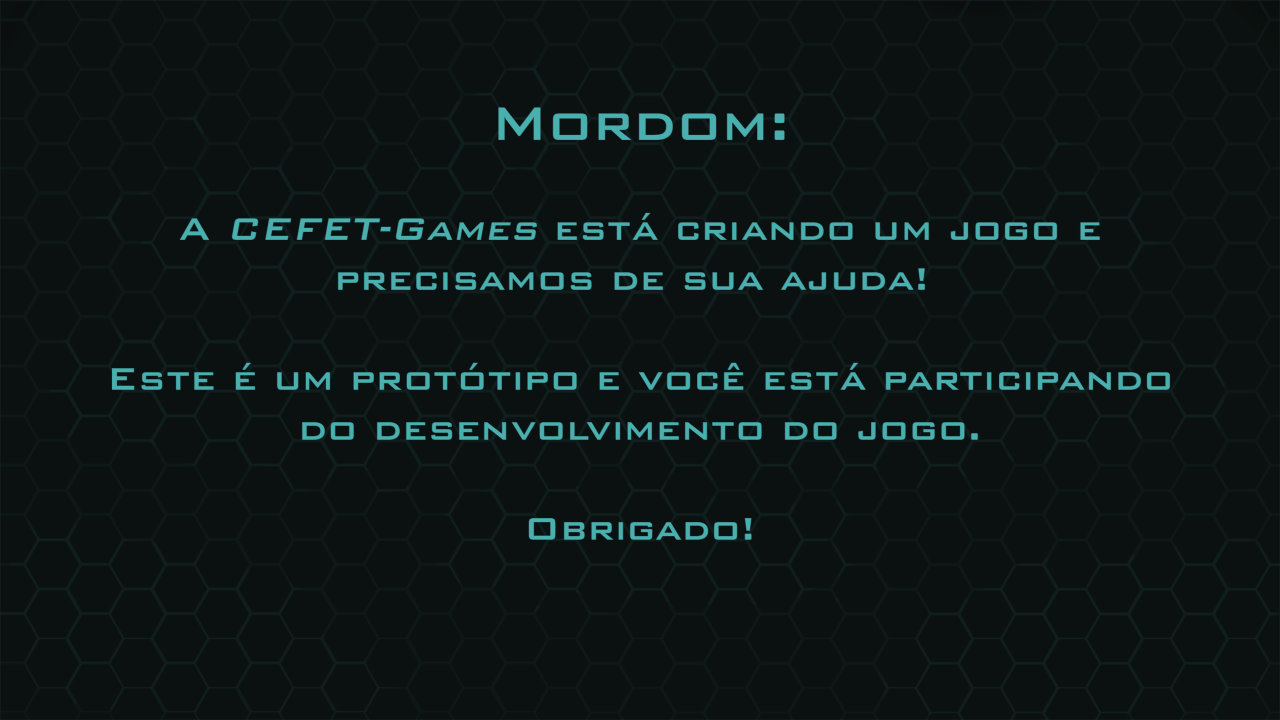 Mordom:
A CEFET-Games está criando um jogo e
precisamos de sua ajuda!
Este é um protótipo e você está participando
do desenvolvimento do jogo.
Obrigado!